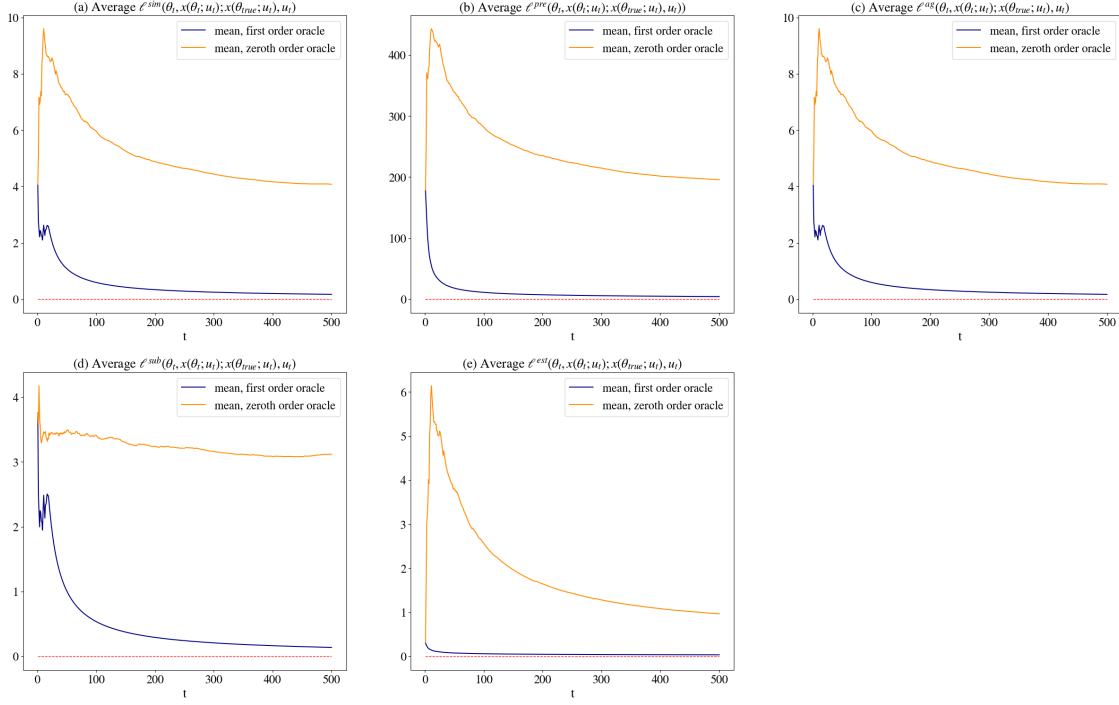 (a) Average ℓ^sim(θ_t, x(θ_t; u_t); x(θ_true; u_t), u_t)
mean, first order oracle
mean, zeroth order oracle
10
8
6
4
2
0
0 100 200 300 400 500
t
(b) Average ℓ^pre(θ_t, x(θ_t; u_t); x(θ_true; u_t), u_t))
mean, first order oracle
mean, zeroth order oracle
400
300
200
100
0
0 100 200 300 400 500
t
(c) Average ℓ^ag(θ_t, x(θ_t; u_t); x(θ_true; u_t), u_t)
mean, first order oracle
mean, zeroth order oracle
10
8
6
4
2
0
0 100 200 300 400 500
t
(d) Average ℓ^sub(θ_t, x(θ_t; u_t); x(θ_true; u_t), u_t)
mean, first order oracle
mean, zeroth order oracle
4
3
2
1
0
0 100 200 300 400 500
t
(e) Average ℓ^est(θ_t, x(θ_t; u_t); x(θ_true; u_t), u_t)
mean, first order oracle
mean, zeroth order oracle
6
5
4
3
2
1
0
0 100 200 300 400 500
t